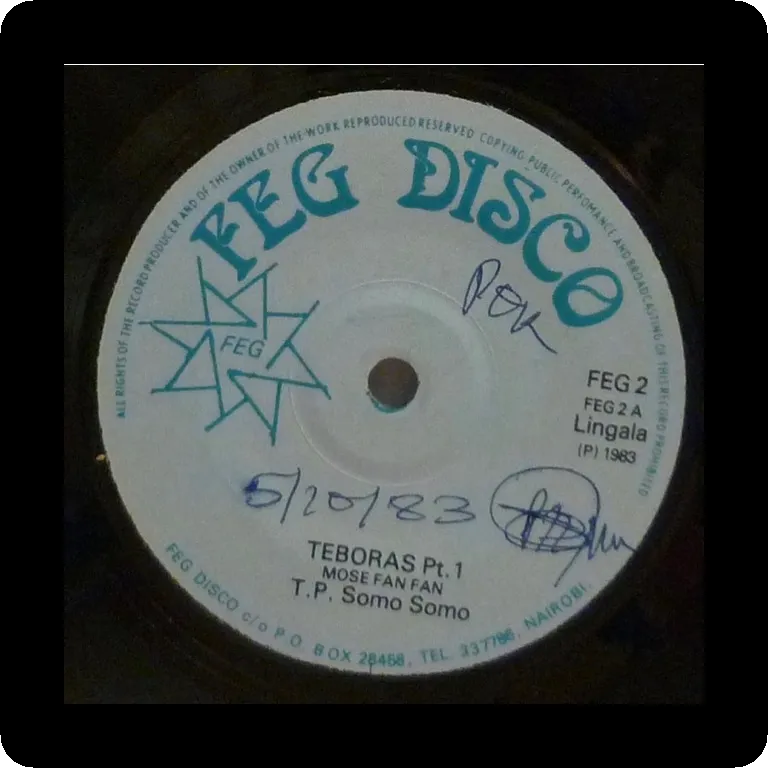 ALL RIGHTS OF THE RECORD PRODUCER AND OF THE OWNER OF THE WORK REPRODUCED RESERVED COPYING PUBLIC PERFOMANCE AND BROADCASTING OF THIS RECORD PROHIBITED
FEG DISCO
FEG
FEG 2
FEG 2 A
Lingala
(P) 1983
5/20/83
TEBORAS Pt. 1
MOSE FAN FAN
T.P. Somo Somo
FEG DISCO c/o P.O. BOX 28468, TEL. 337786, NAIROBI.